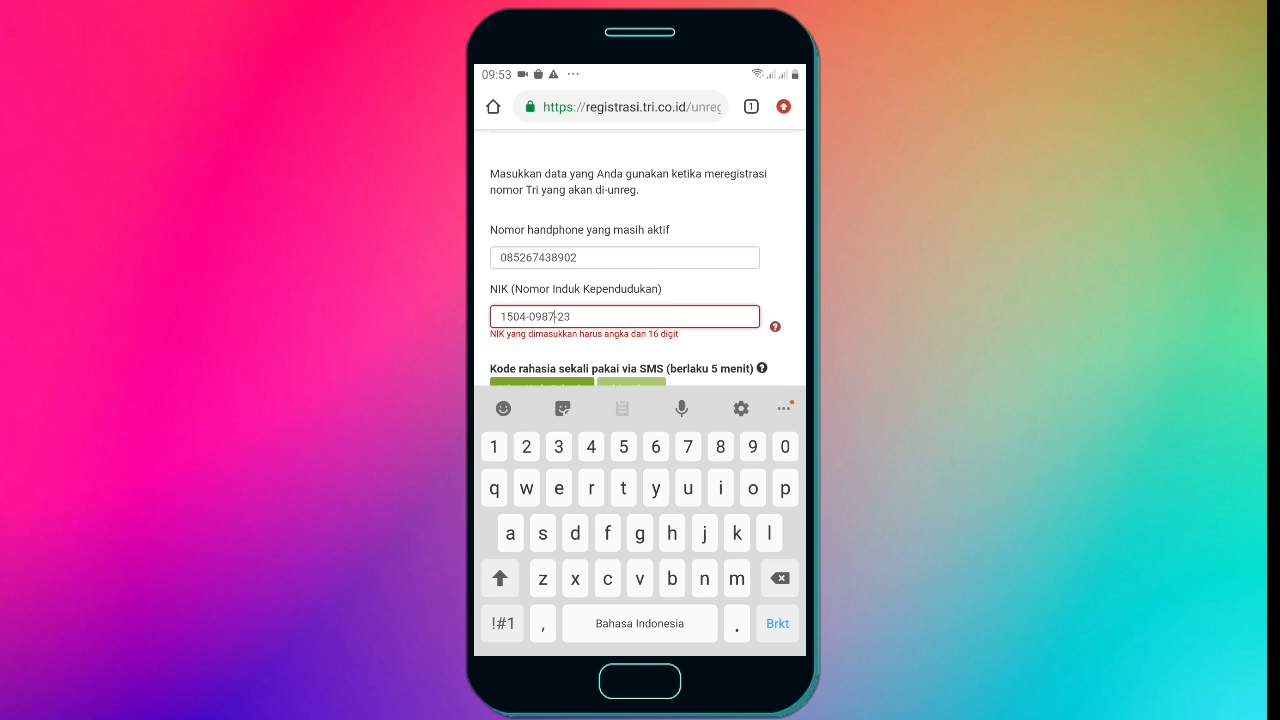 09:53
https://registrasi.tri.co.id/unreg
1
Masukkan data yang Anda gunakan ketika meregistrasi
nomor Tri yang akan di-unreg.
Nomor handphone yang masih aktif
085267438902
NIK (Nomor Induk Kependudukan)
1504-0987-23
?
NIK yang dimasukkan harus angka dan 16 digit
Kode rahasia sekali pakai via SMS (berlaku 5 menit) ?
1 2 3 4 5 6 7 8 9 0
q w e r t y u i o p
a s d f g h j k l
z x c v b n m
!#1 , Bahasa Indonesia . Brkt